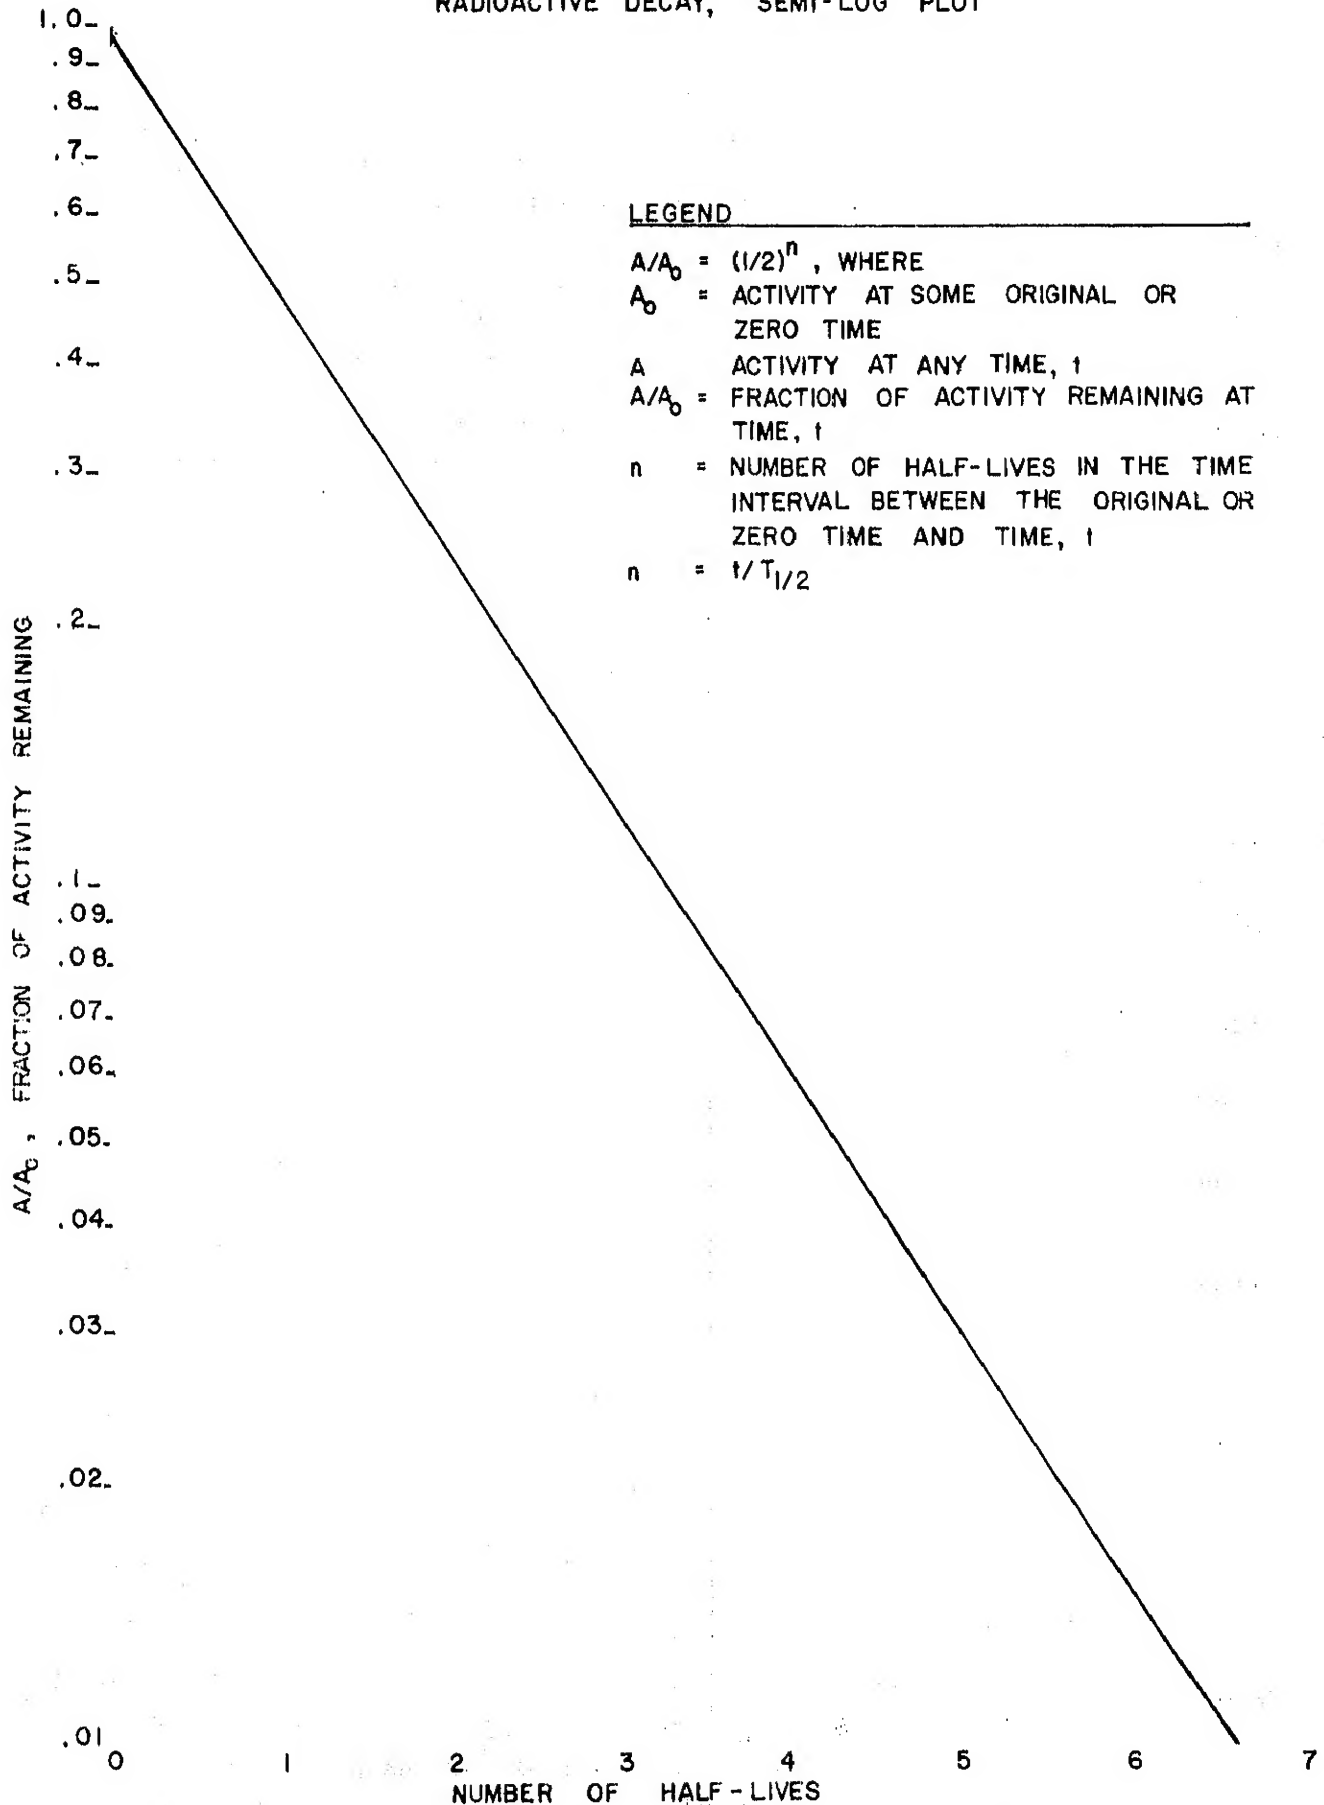 RADIOACTIVE DECAY, SEMI-LOG PLOT
1.0
.9
.8
.7
.6
.5
.4
.3
.2
.1
.09
.08
.07
.06
.05
.04
.03
.02
.01
A/A₀, FRACTION OF ACTIVITY REMAINING
LEGEND
A/A₀ = (1/2)ⁿ, WHERE
A₀ = ACTIVITY AT SOME ORIGINAL OR
ZERO TIME
A ACTIVITY AT ANY TIME, t
A/A₀ = FRACTION OF ACTIVITY REMAINING AT
TIME, t
n = NUMBER OF HALF-LIVES IN THE TIME
INTERVAL BETWEEN THE ORIGINAL OR
ZERO TIME AND TIME, t
n = t/T1/2
0 1 2 3 4 5 6 7
NUMBER OF HALF-LIVES